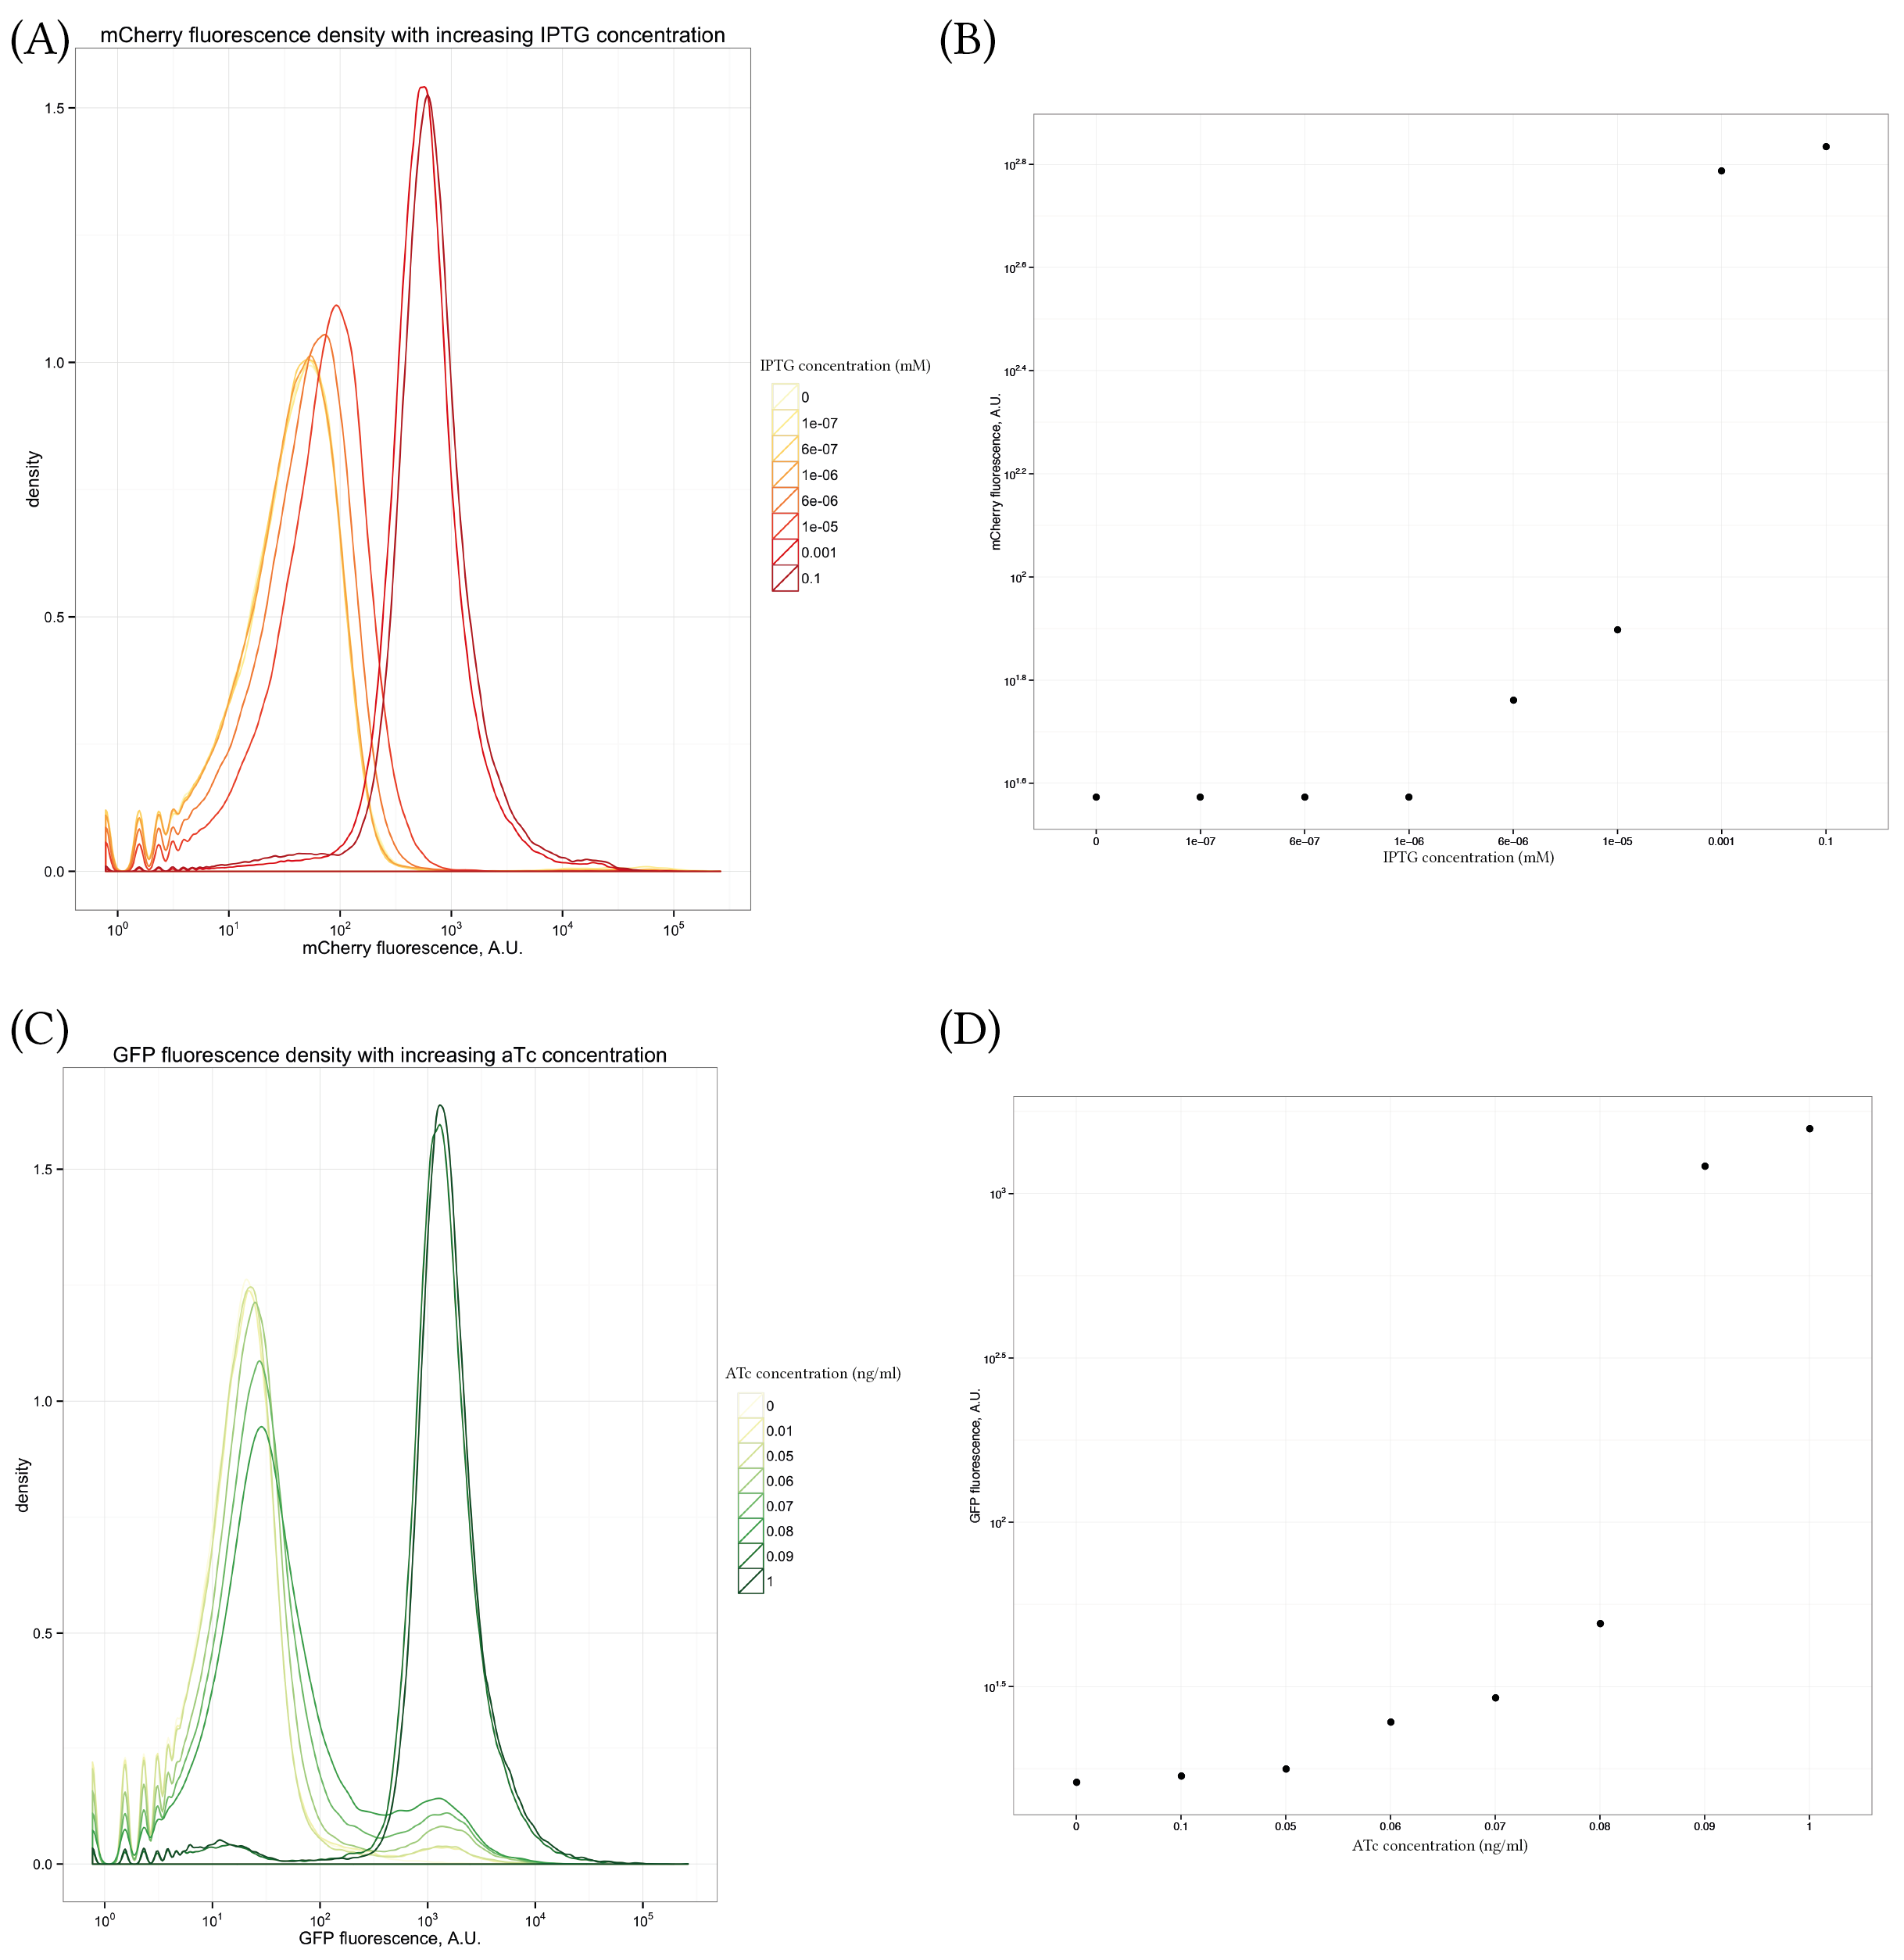 (A)
mCherry fluorescence density with increasing IPTG concentration
1.5
1.0
0.5
0.0
density
10^0 10^1 10^2 10^3 10^4 10^5
mCherry fluorescence, A.U.
IPTG concentration (mM)
0
1e-07
6e-07
1e-06
6e-06
1e-05
0.001
0.1
(B)
10^2.8
10^2.6
10^2.4
10^2.2
10^2
10^1.8
10^1.6
mCherry fluorescence, A.U.
0 1e-07 6e-07 1e-06 6e-06 1e-05 0.001 0.1
IPTG concentration (mM)
(C)
GFP fluorescence density with increasing aTc concentration
1.5
1.0
0.5
0.0
density
10^0 10^1 10^2 10^3 10^4 10^5
GFP fluorescence, A.U.
ATc concentration (ng/ml)
0
0.01
0.05
0.06
0.07
0.08
0.09
1
(D)
10^3
10^2.5
10^2
10^1.5
GFP fluorescence, A.U.
0 0.1 0.05 0.06 0.07 0.08 0.09 1
ATc concentration (ng/ml)